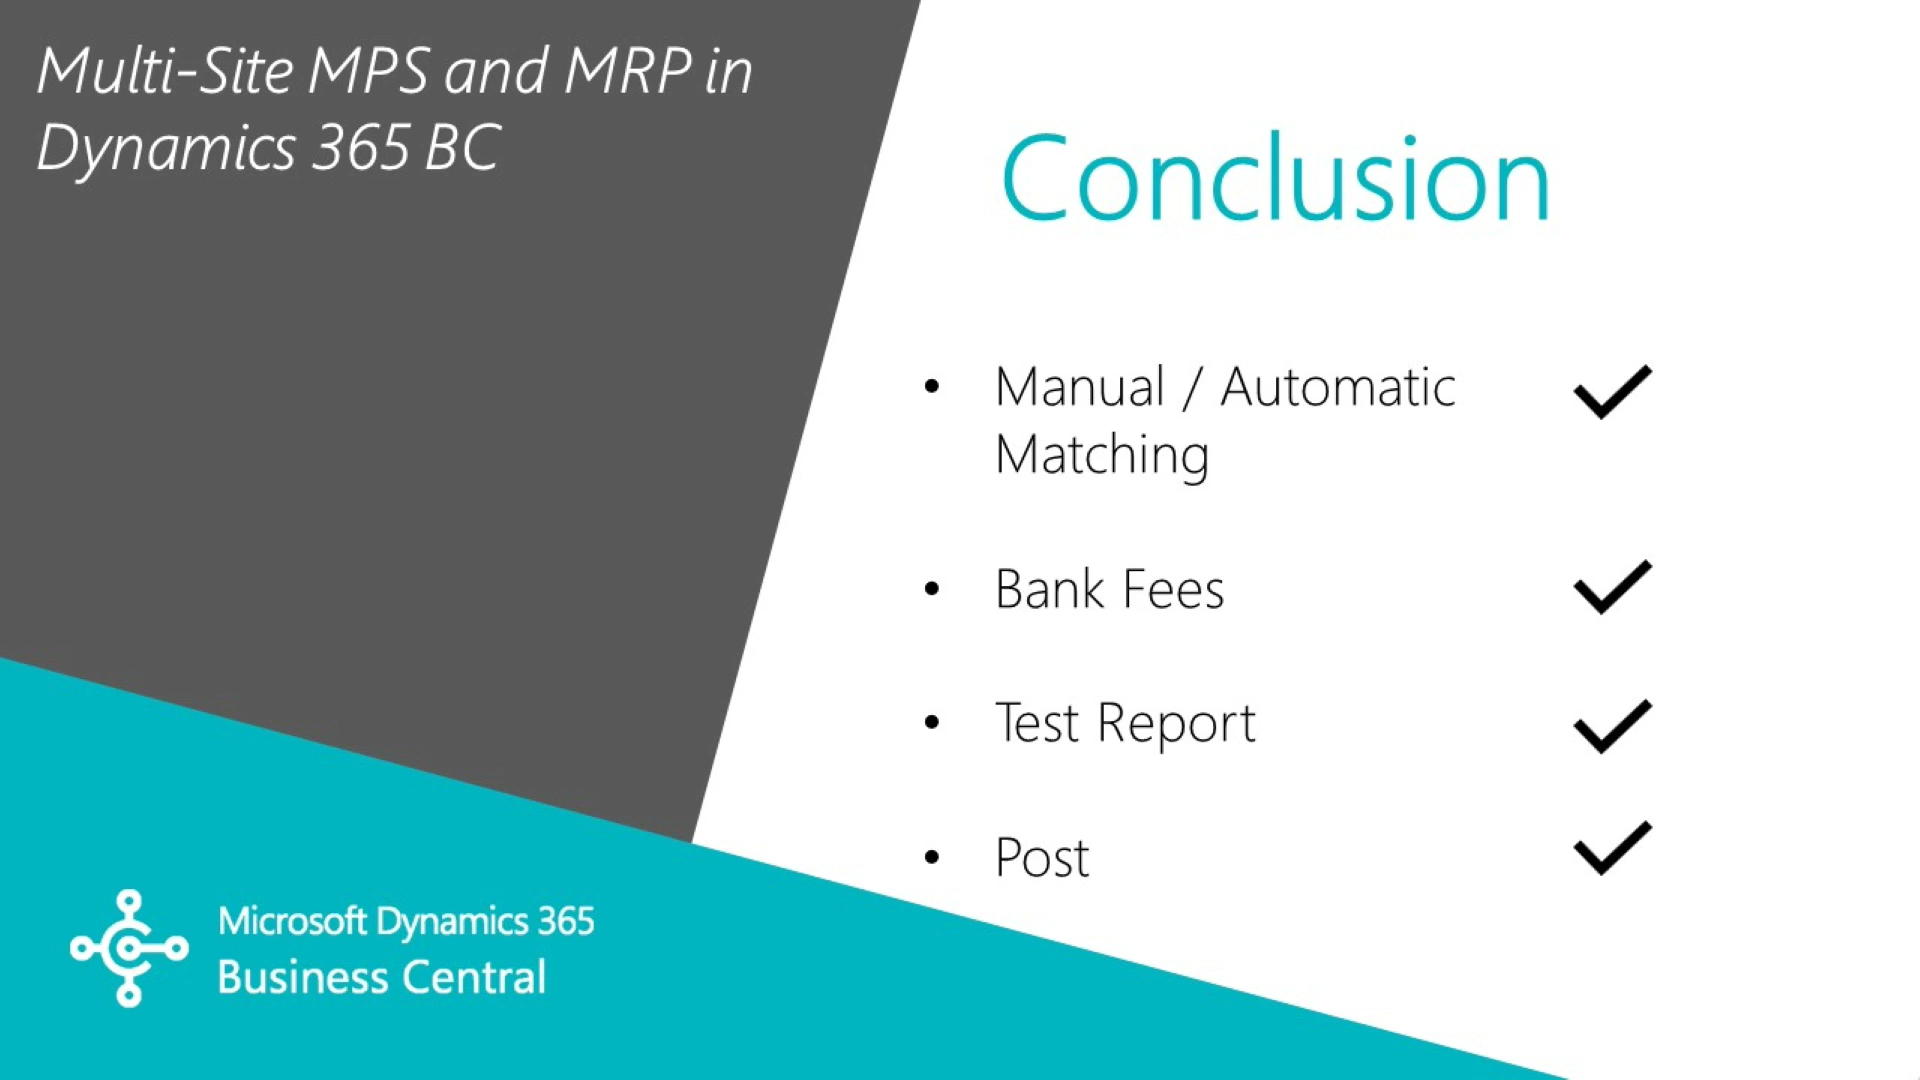 Multi-Site MPS and MRP in
Dynamics 365 BC
Conclusion
• Manual / Automatic
Matching
• Bank Fees
• Test Report
• Post
Microsoft Dynamics 365
Business Central